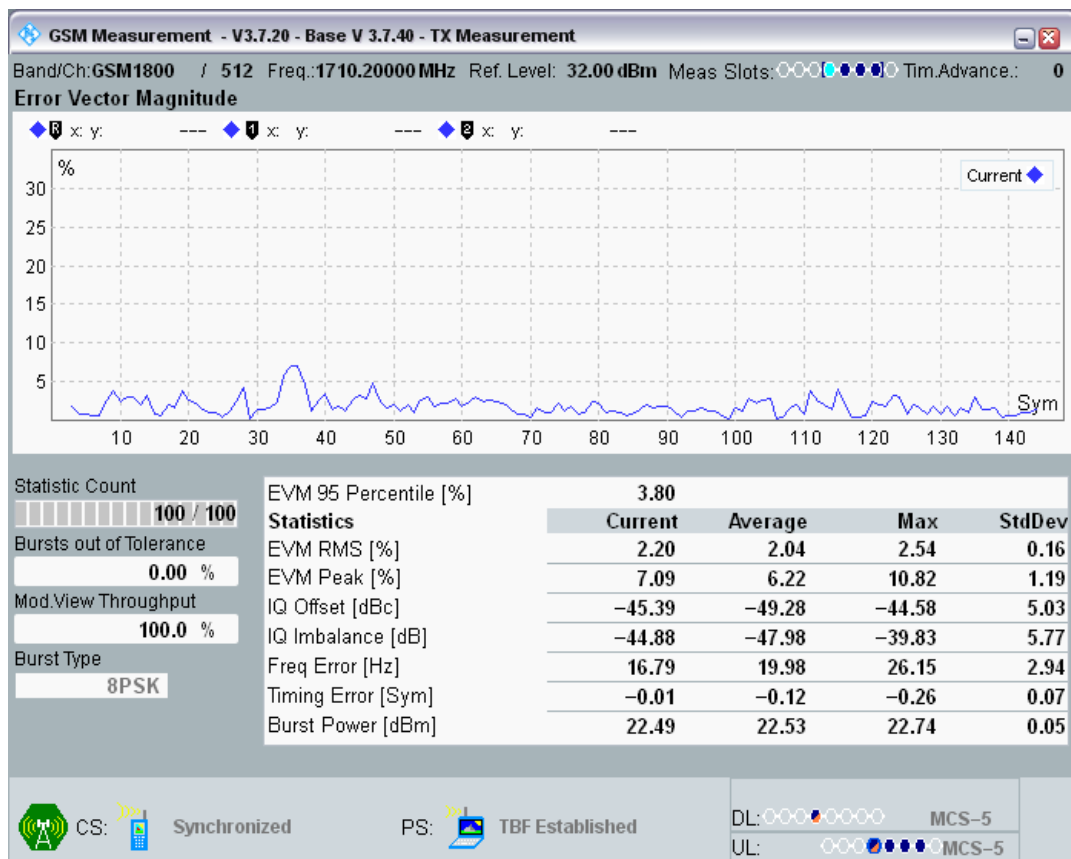 GSM Measurement - V3.7.20 - Base V 3.7.40 - TX Measurement
Band/Ch:GSM1800 / 512 Freq.:1710.20000 MHz Ref. Level: 32.00 dBm Meas Slots: Tim.Advance.: 0
Error Vector Magnitude
R x: y: --- 1 x: y: --- 2 x: y: ---
%
Current
30
25
20
15
10
5
Sym
10 20 30 40 50 60 70 80 90 100 110 120 130 140
Statistic Count
100 / 100
Bursts out of Tolerance
0.00 %
Mod.View Throughput
100.0 %
Burst Type
8PSK
EVM 95 Percentile [%] 3.80
Statistics Current Average Max StdDev
EVM RMS [%] 2.20 2.04 2.54 0.16
EVM Peak [%] 7.09 6.22 10.82 1.19
IQ Offset [dBc] −45.39 −49.28 −44.58 5.03
IQ Imbalance [dB] −44.88 −47.98 −39.83 5.77
Freq Error [Hz] 16.79 19.98 26.15 2.94
Timing Error [Sym] −0.01 −0.12 −0.26 0.07
Burst Power [dBm] 22.49 22.53 22.74 0.05
CS: Synchronized PS: TBF Established
DL: MCS−5
UL: MCS−5